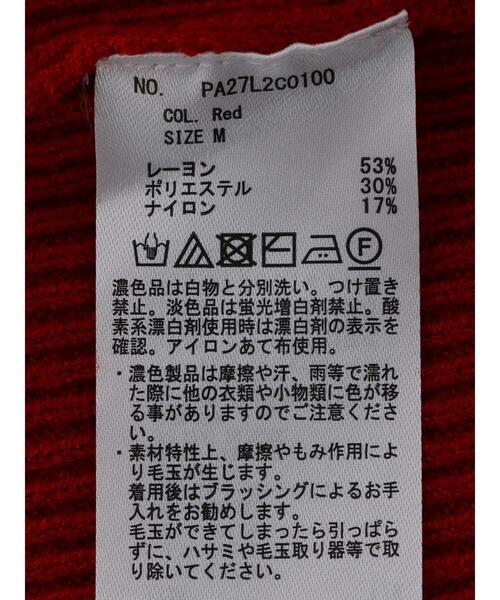 NO. PA27L2C0100
COL. Red
SIZE M
レーヨン 53%
ポリエステル 30%
ナイロン 17%
F
濃色品は白物と分別洗い。つけ置き
禁止。淡色品は蛍光増白剤禁止。酸
素系漂白剤使用時は漂白剤の表示を
確認。アイロンあて布使用。
・濃色製品は摩擦や汗、雨等で濡れ
た際に他の衣類や小物類に色が移
る事がありますのでご注意くださ
い。
・素材特性上、摩擦やもみ作用によ
り毛玉が生じます。
着用後はブラッシングによるお手
入れをお勧めします。
毛玉ができてしまったら引っぱら
ずに、ハサミや毛玉取り器等で取
り除いてください。